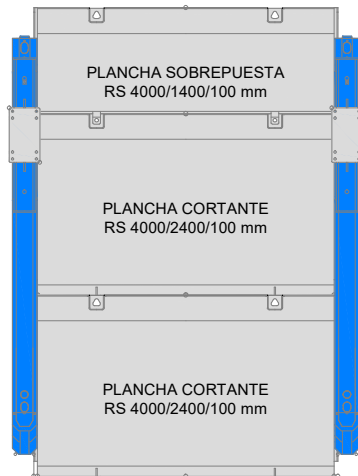 PLANCHA SOBREPUESTA
RS 4000/1400/100 mm
PLANCHA CORTANTE
RS 4000/2400/100 mm
PLANCHA CORTANTE
RS 4000/2400/100 mm